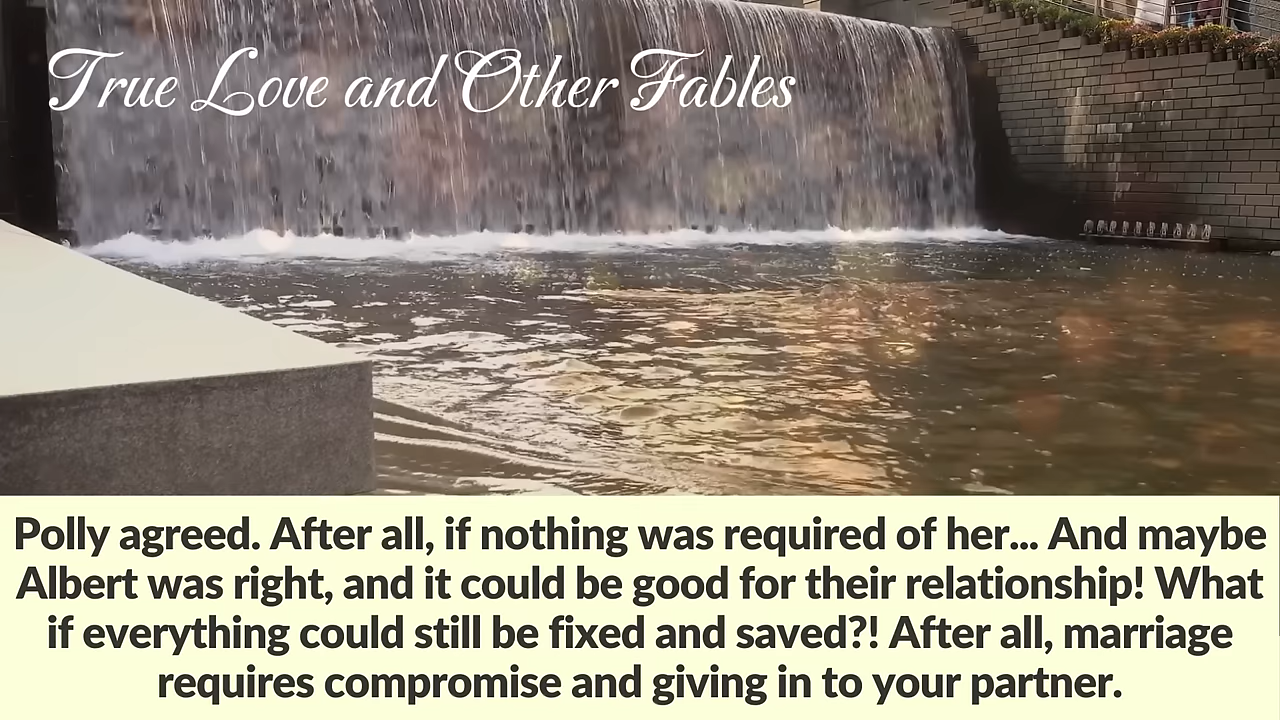 True Love and Other Fables
Polly agreed. After all, if nothing was required of her... And maybe
Albert was right, and it could be good for their relationship! What
if everything could still be fixed and saved?! After all, marriage
requires compromise and giving in to your partner.